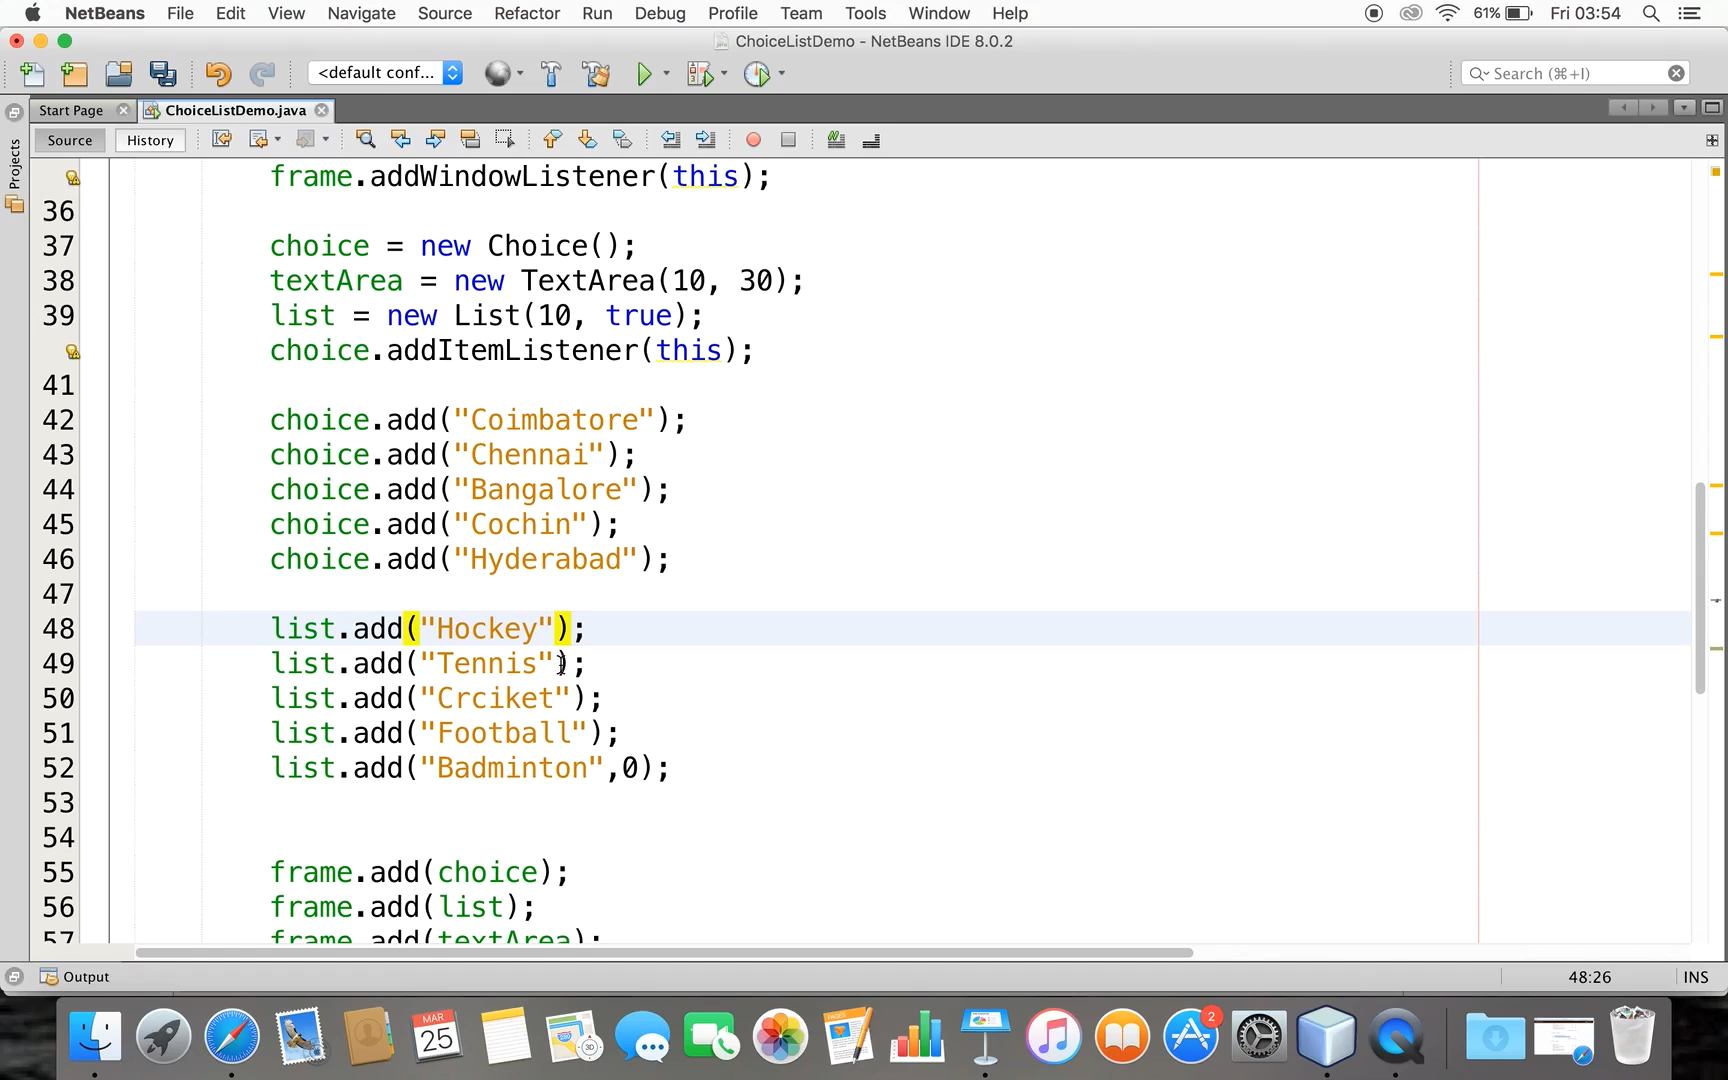 NetBeans File Edit View Navigate Source Refactor Run Debug Profile Team Tools Window Help 61% Fri 03:54
ChoiceListDemo - NetBeans IDE 8.0.2
<default conf... Search (⌘+I)
Start Page ChoiceListDemo.java
Source History
Projects
frame.addWindowListener(this);
36
37 choice = new Choice();
38 textArea = new TextArea(10, 30);
39 list = new List(10, true);
choice.addItemListener(this);
41
42 choice.add("Coimbatore");
43 choice.add("Chennai");
44 choice.add("Bangalore");
45 choice.add("Cochin");
46 choice.add("Hyderabad");
47
48 list.add("Hockey");
49 list.add("Tennis");
50 list.add("Crciket");
51 list.add("Football");
52 list.add("Badminton",0);
53
54
55 frame.add(choice);
56 frame.add(list);
57 frame.add(textArea);
Output 48:26 INS
MAR
25
3D
2